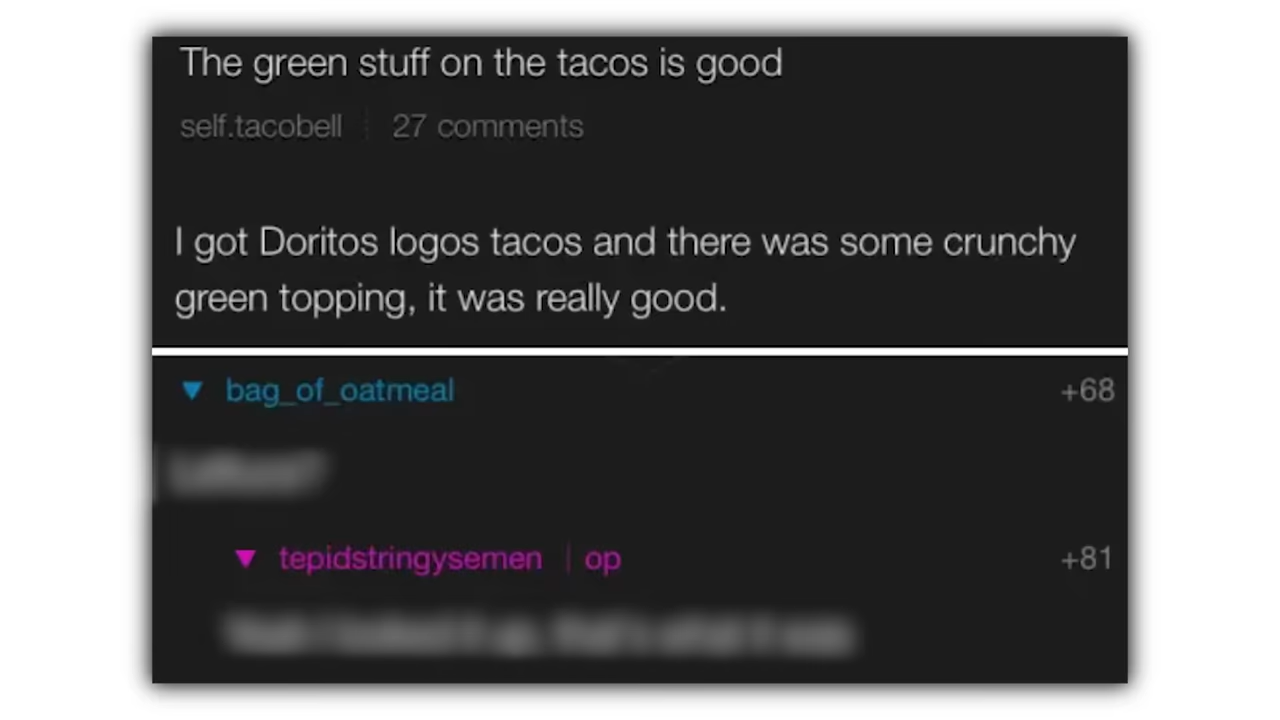 The green stuff on the tacos is good
self.tacobell 27 comments
I got Doritos logos tacos and there was some crunchy
green topping, it was really good.
▼ bag_of_oatmeal +68
▼ tepidstringysemen | op +81